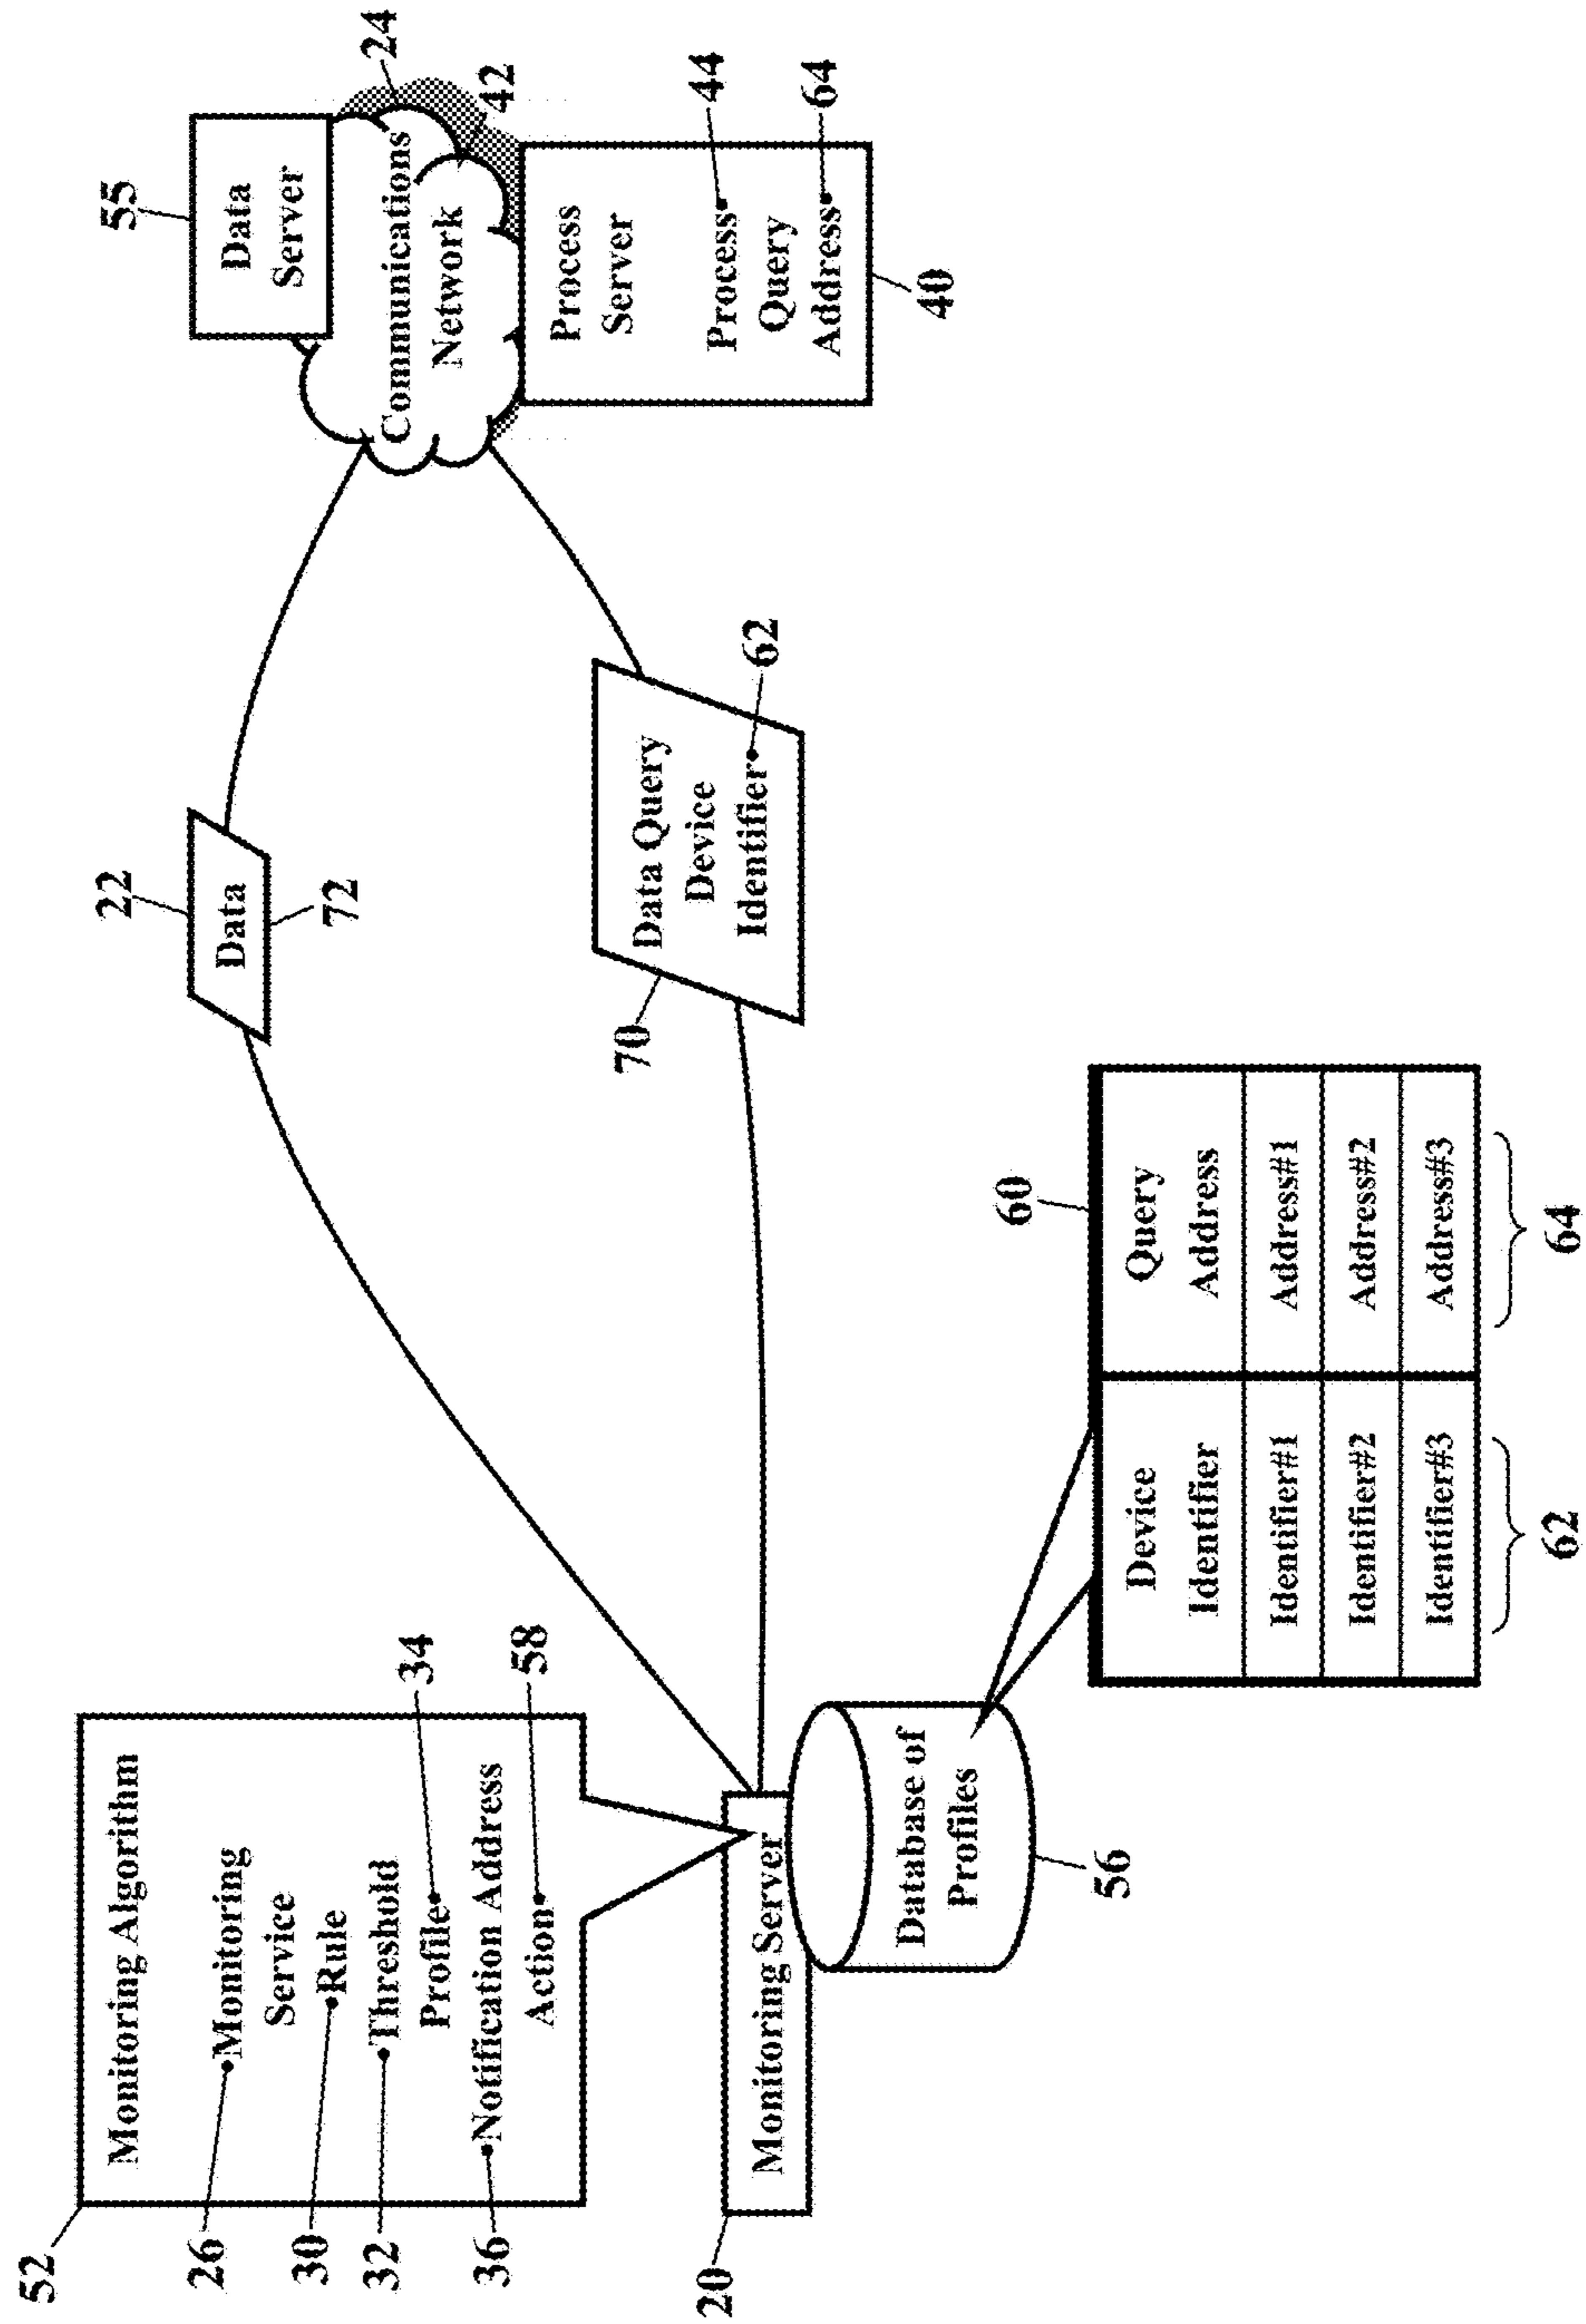 52
Monitoring Algorithm
26
Monitoring
Service
30
Rule
32
Threshold
Profile
34
36
Notification Address
Action
58
20
Monitoring Server
Database of
Profiles
56
22
Data
72
70
Data Query
Device
Identifier
62
55
Data
Server
24
Communications
Network
42
Process
Server
Process
44
Query
Address
64
40
60
Device
Identifier
Query
Address
Identifier#1
Address#1
Identifier#2
Address#2
Identifier#3
Address#3
62
64